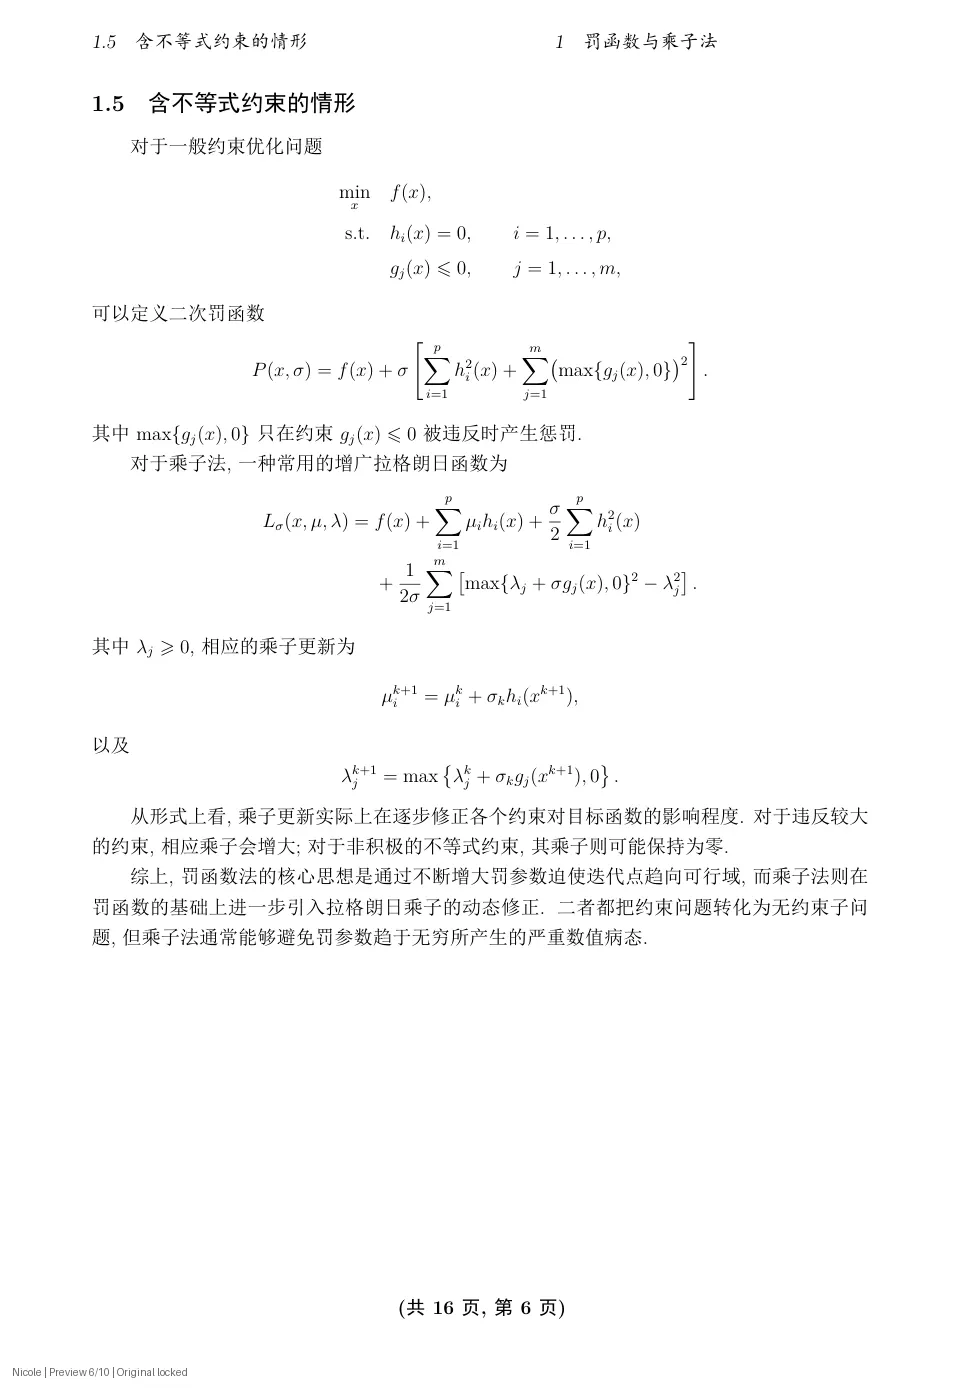 1.5 含不等式约束的情形 1 罚函数与乘子法
1.5 含不等式约束的情形
对于一般约束优化问题
min_x f(x),
s.t. h_i(x) = 0, i = 1, . . . , p,
g_j(x) ⩽ 0, j = 1, . . . , m,
可以定义二次罚函数
P(x, σ) = f(x) + σ [ ∑_{i=1}^{p} h_i^2(x) + ∑_{j=1}^{m} (max{g_j(x), 0})^2 ] .
其中 max{g_j(x), 0} 只在约束 g_j(x) ⩽ 0 被违反时产生惩罚.
对于乘子法, 一种常用的增广拉格朗日函数为
L_σ(x, μ, λ) = f(x) + ∑_{i=1}^{p} μ_i h_i(x) + σ/2 ∑_{i=1}^{p} h_i^2(x)
+ 1/2σ ∑_{j=1}^{m} [max{λ_j + σg_j(x), 0}^2 − λ_j^2] .
其中 λ_j ⩾ 0, 相应的乘子更新为
μ_i^{k+1} = μ_i^k + σ_k h_i(x^{k+1}),
以及
λ_j^{k+1} = max {λ_j^k + σ_k g_j(x^{k+1}), 0} .
从形式上看, 乘子更新实际上在逐步修正各个约束对目标函数的影响程度. 对于违反较大
的约束, 相应乘子会增大; 对于非积极的不等式约束, 其乘子则可能保持为零.
综上, 罚函数法的核心思想是通过不断增大罚参数迫使迭代点趋向可行域, 而乘子法则在
罚函数的基础上进一步引入拉格朗日乘子的动态修正. 二者都把约束问题转化为无约束子问
题, 但乘子法通常能够避免罚参数趋于无穷所产生的严重数值病态.
(共 16 页, 第 6 页)
Nicole | Preview 6/10 | Original locked